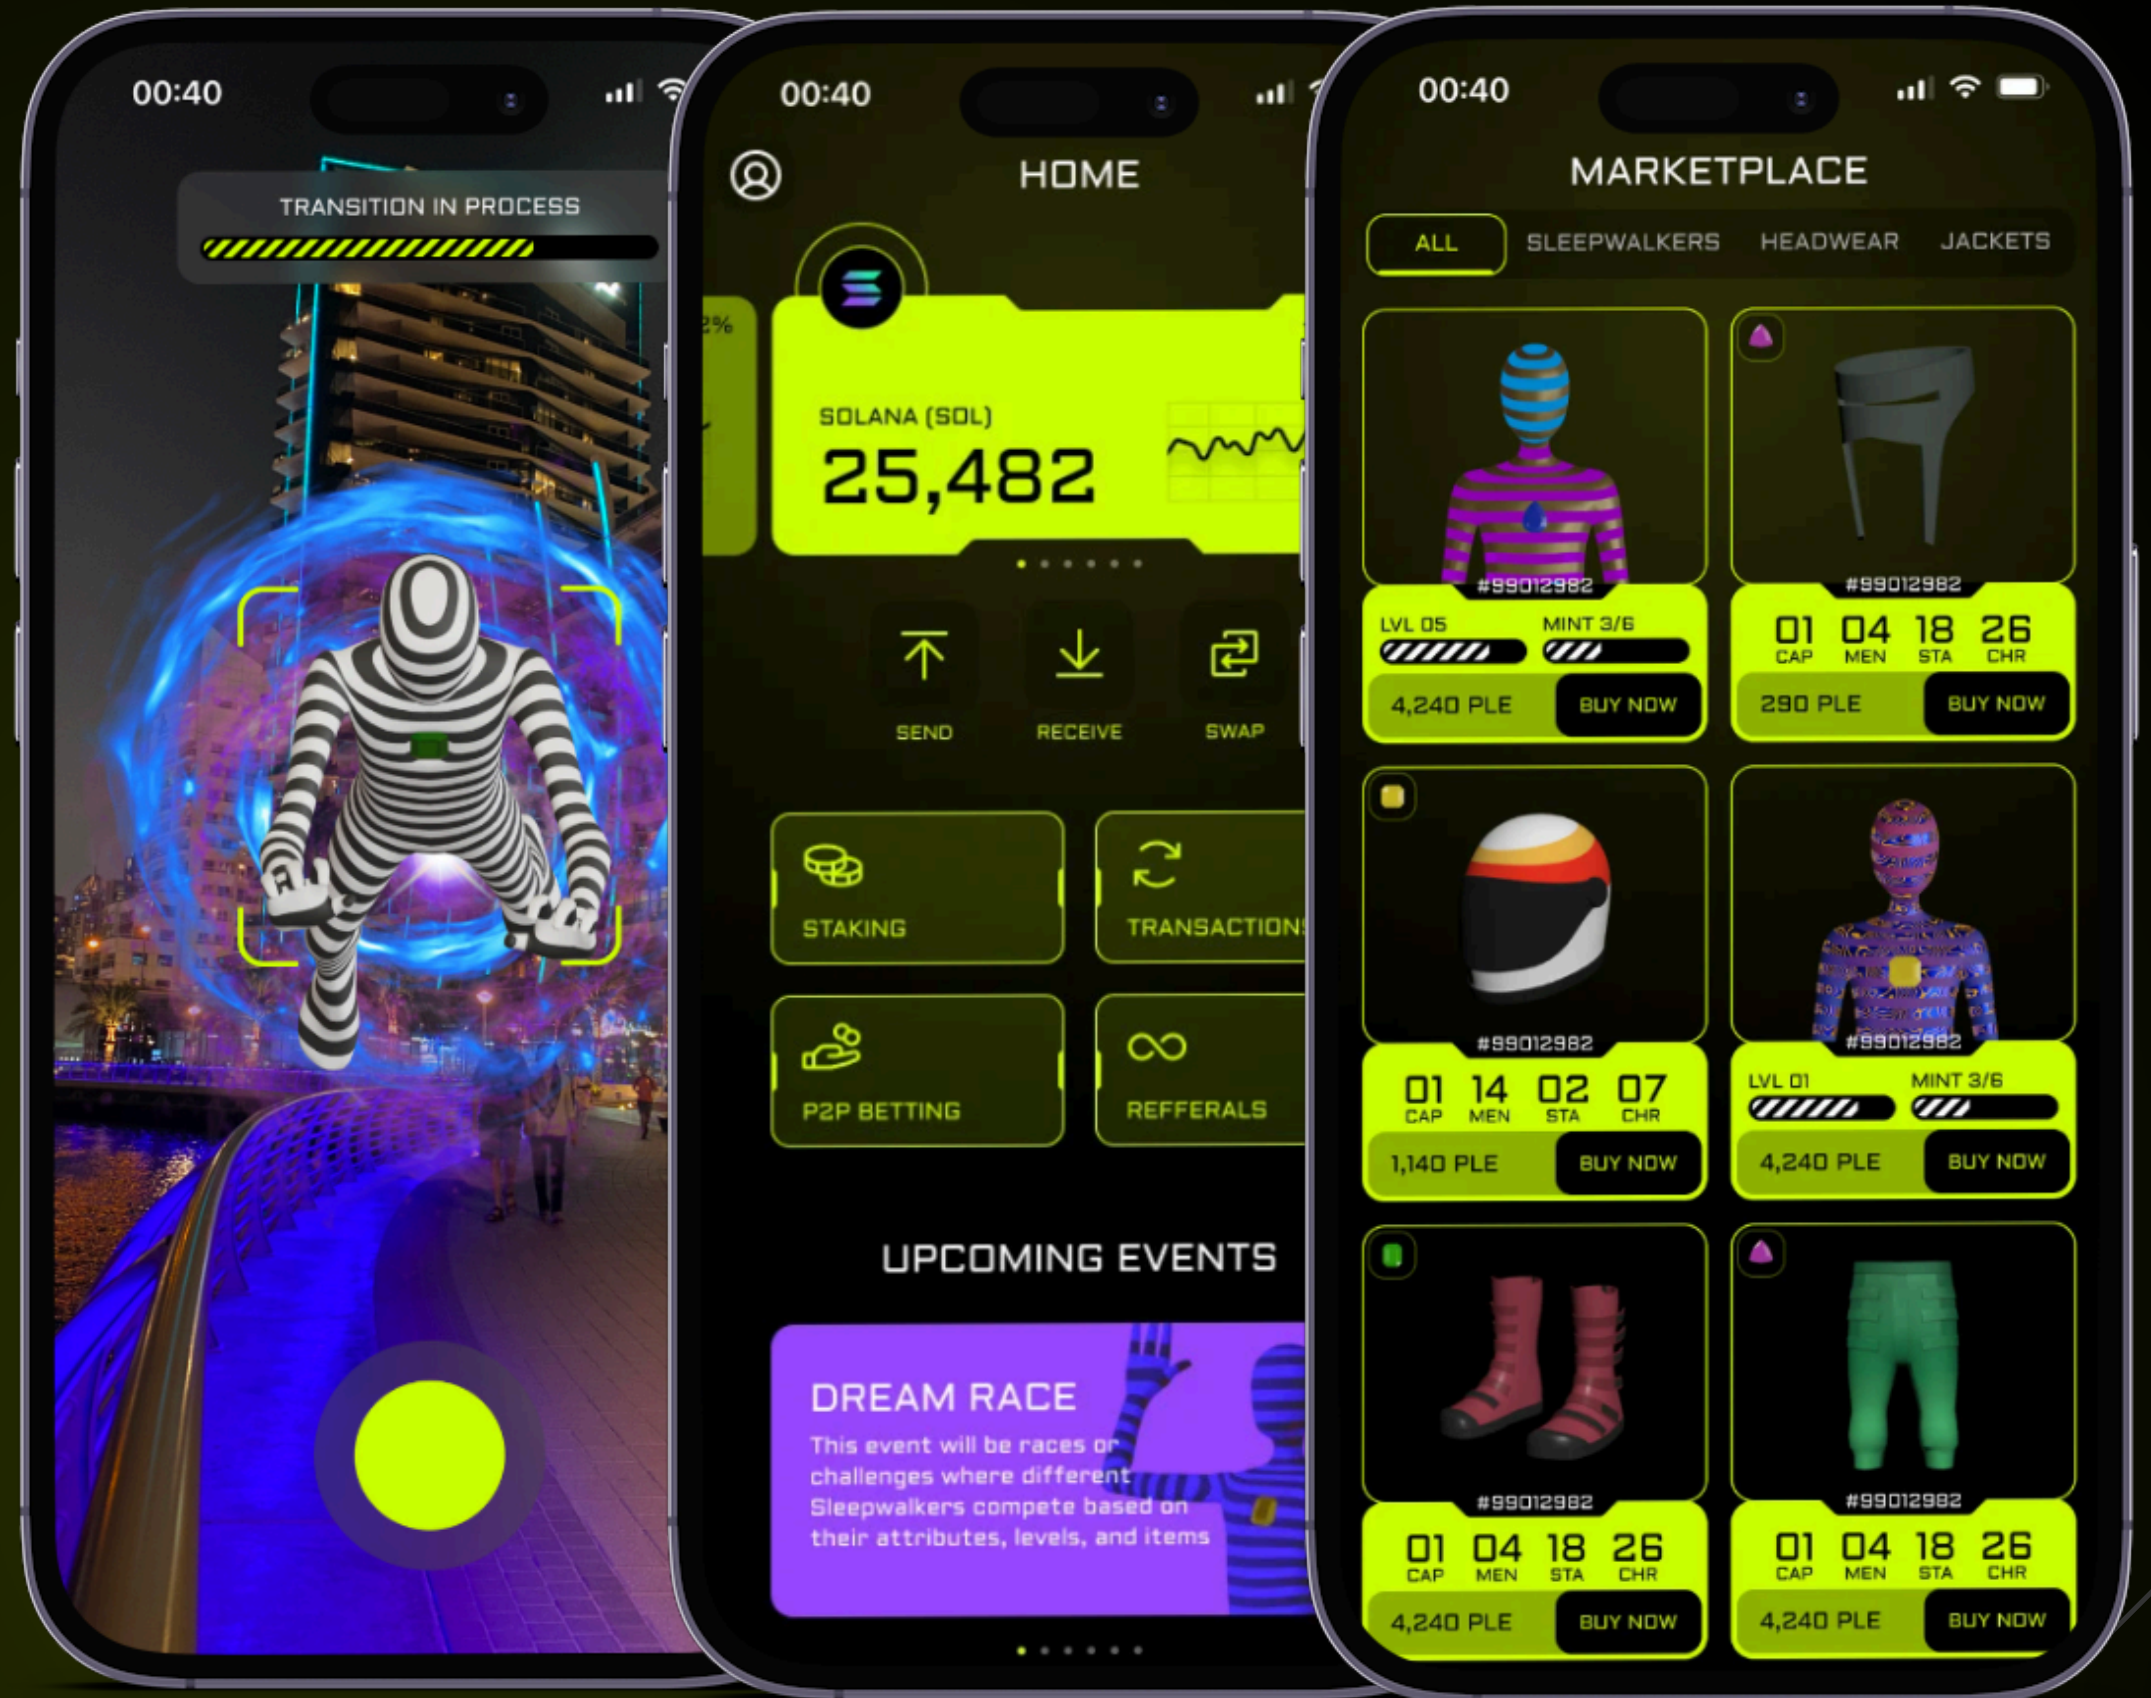 00:40
TRANSITION IN PROCESS
00:40
HOME
2%
SOLANA (SOL)
25,482
SEND RECEIVE SWAP
STAKING TRANSACTIONS
P2P BETTING REFFERALS
UPCOMING EVENTS
DREAM RACE
This event will be races or
challenges where different
Sleepwalkers compete based on
their attributes, levels, and items
00:40
MARKETPLACE
ALL SLEEPWALKERS HEADWEAR JACKETS
#99012982 #99012982
LVL 05 MINT 3/6 01 04 18 26
CAP MEN STA CHR
4,240 PLE BUY NOW 290 PLE BUY NOW
#99012982 #99012982
01 14 02 07 LVL 01 MINT 3/6
CAP MEN STA CHR
1,140 PLE BUY NOW 4,240 PLE BUY NOW
#99012982 #99012982
01 04 18 26 01 04 18 26
CAP MEN STA CHR CAP MEN STA CHR
4,240 PLE BUY NOW 4,240 PLE BUY NOW